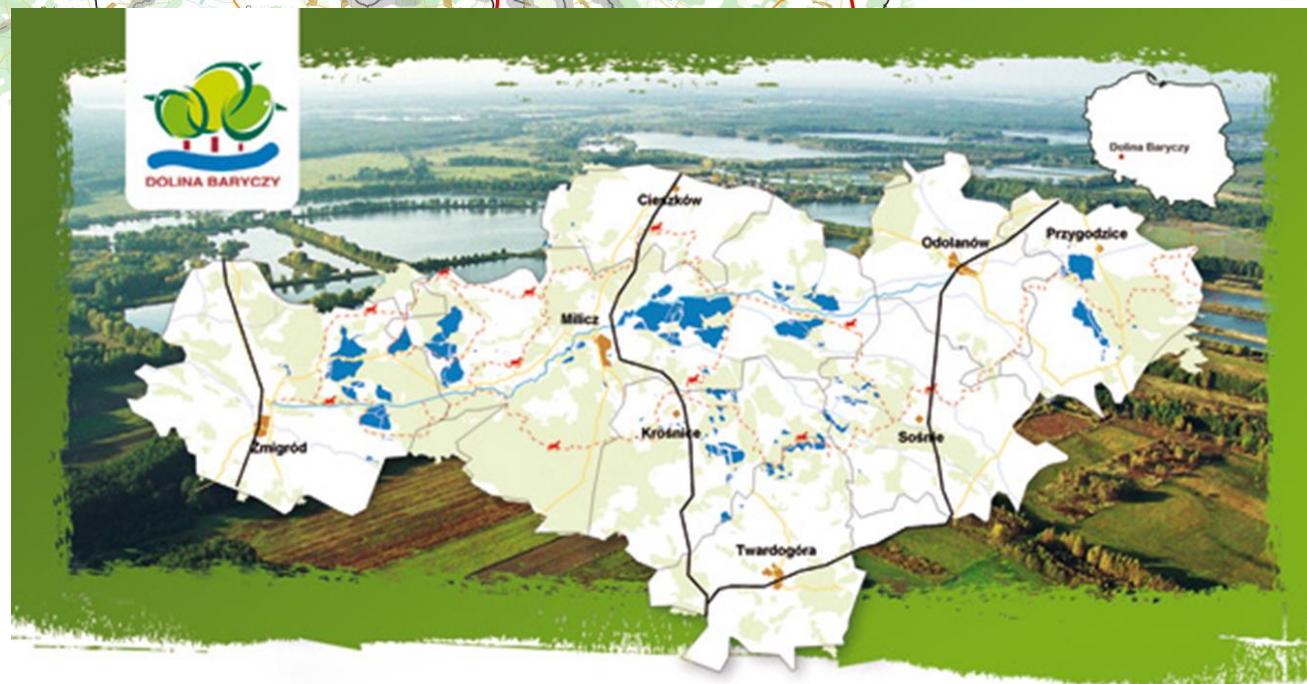 DOLINA BARYCZY
Dolina Baryczy
Cieszków
Odolanów
Przygodzice
Milicz
Żmigród
Krośnice
Sośnie
Twardogóra